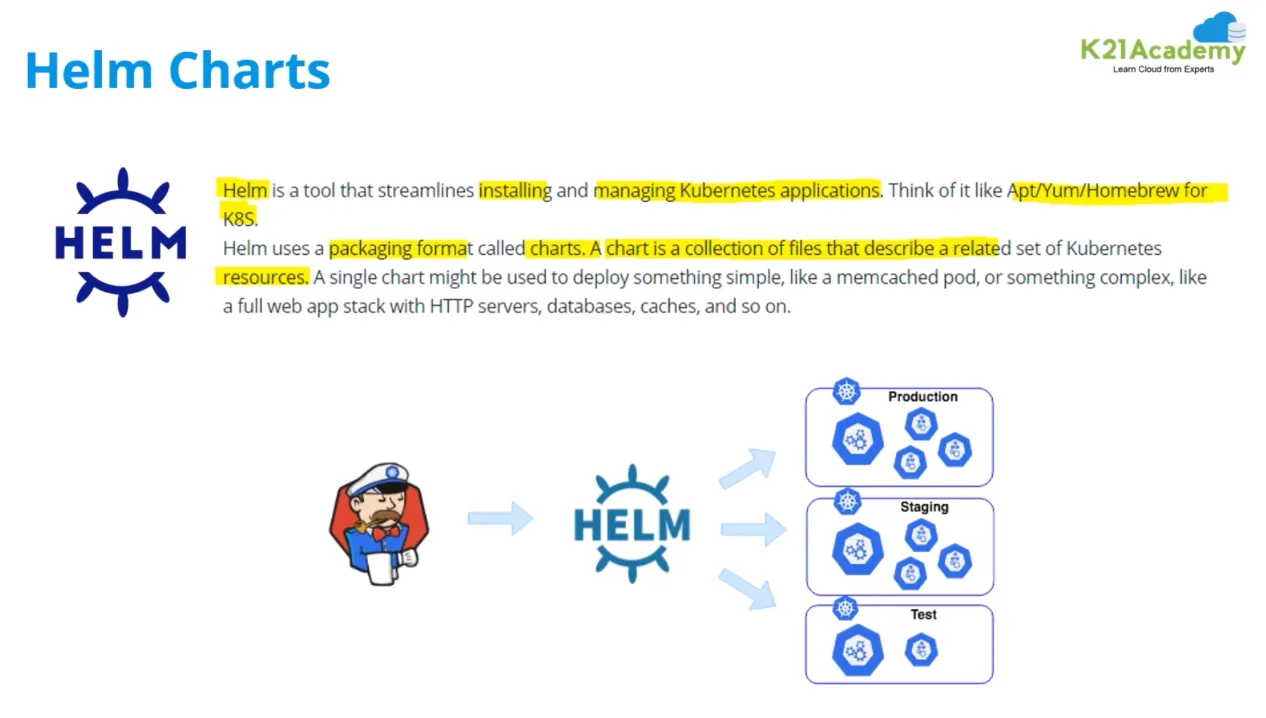 Helm Charts
K21Academy
Learn Cloud from Experts
HELM
Helm is a tool that streamlines installing and managing Kubernetes applications. Think of it like Apt/Yum/Homebrew for
K8S.
Helm uses a packaging format called charts. A chart is a collection of files that describe a related set of Kubernetes
resources. A single chart might be used to deploy something simple, like a memcached pod, or something complex, like
a full web app stack with HTTP servers, databases, caches, and so on.
HELM
Production
Staging
Test